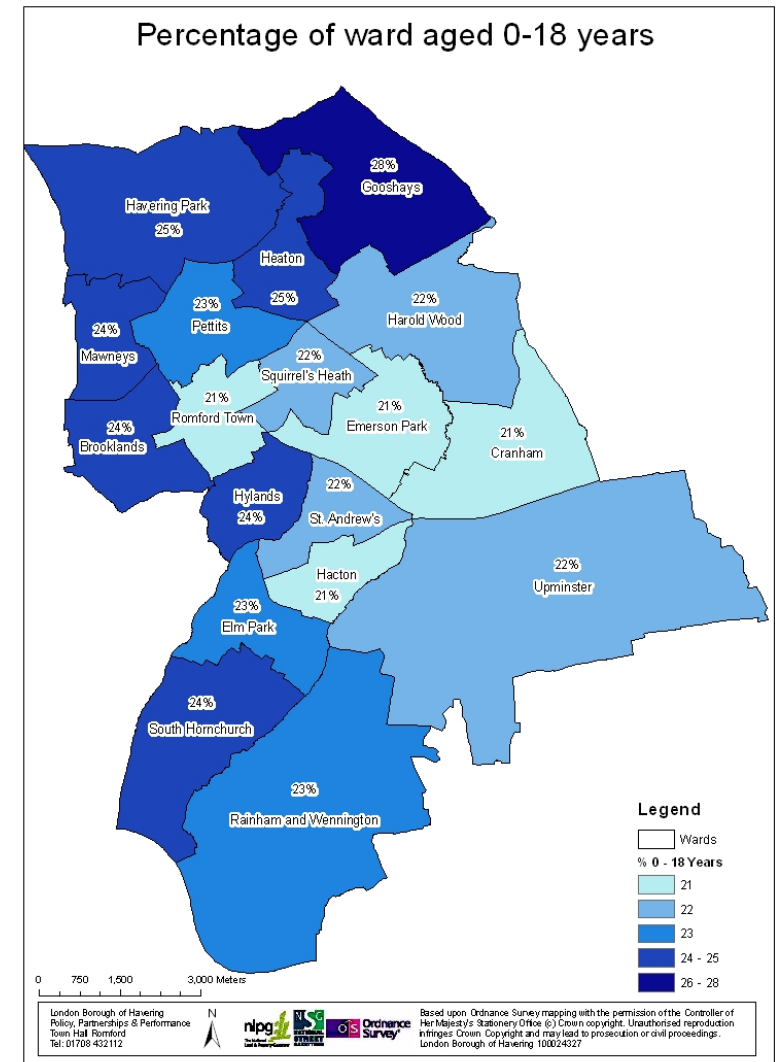 Percentage of ward aged 0-18 years
28%
Gooshays
Havering Park
25%
Heaton
25%
23%
Pettits
22%
Harold Wood
24%
Mawneys
22%
Squirrel's Heath
21%
Romford Town
21%
Emerson Park
24%
Brooklands
21%
Cranham
Hylands
24%
22%
St. Andrew's
Hacton
21%
22%
Upminster
23%
Elm Park
24%
South Hornchurch
23%
Rainham and Wennington
Legend
Wards
% 0 - 18 Years
21
22
23
24 - 25
26 - 28
0 750 1,500 3,000 Meters
London Borough of Havering
Policy, Partnerships & Performance
Town Hall Romford
Tel: 01708 432112
N
nlpg
NSG
NATIONAL
STREET
OS Ordnance
Survey®
Based upon Ordnance Survey mapping with the permission of the Controller of
Her Majesty's Stationery Office (c) Crown copyright. Unauthorised reproduction
infringes Crown Copyright and may lead to prosecution or civil proceedings.
London Borough of Havering 100024327